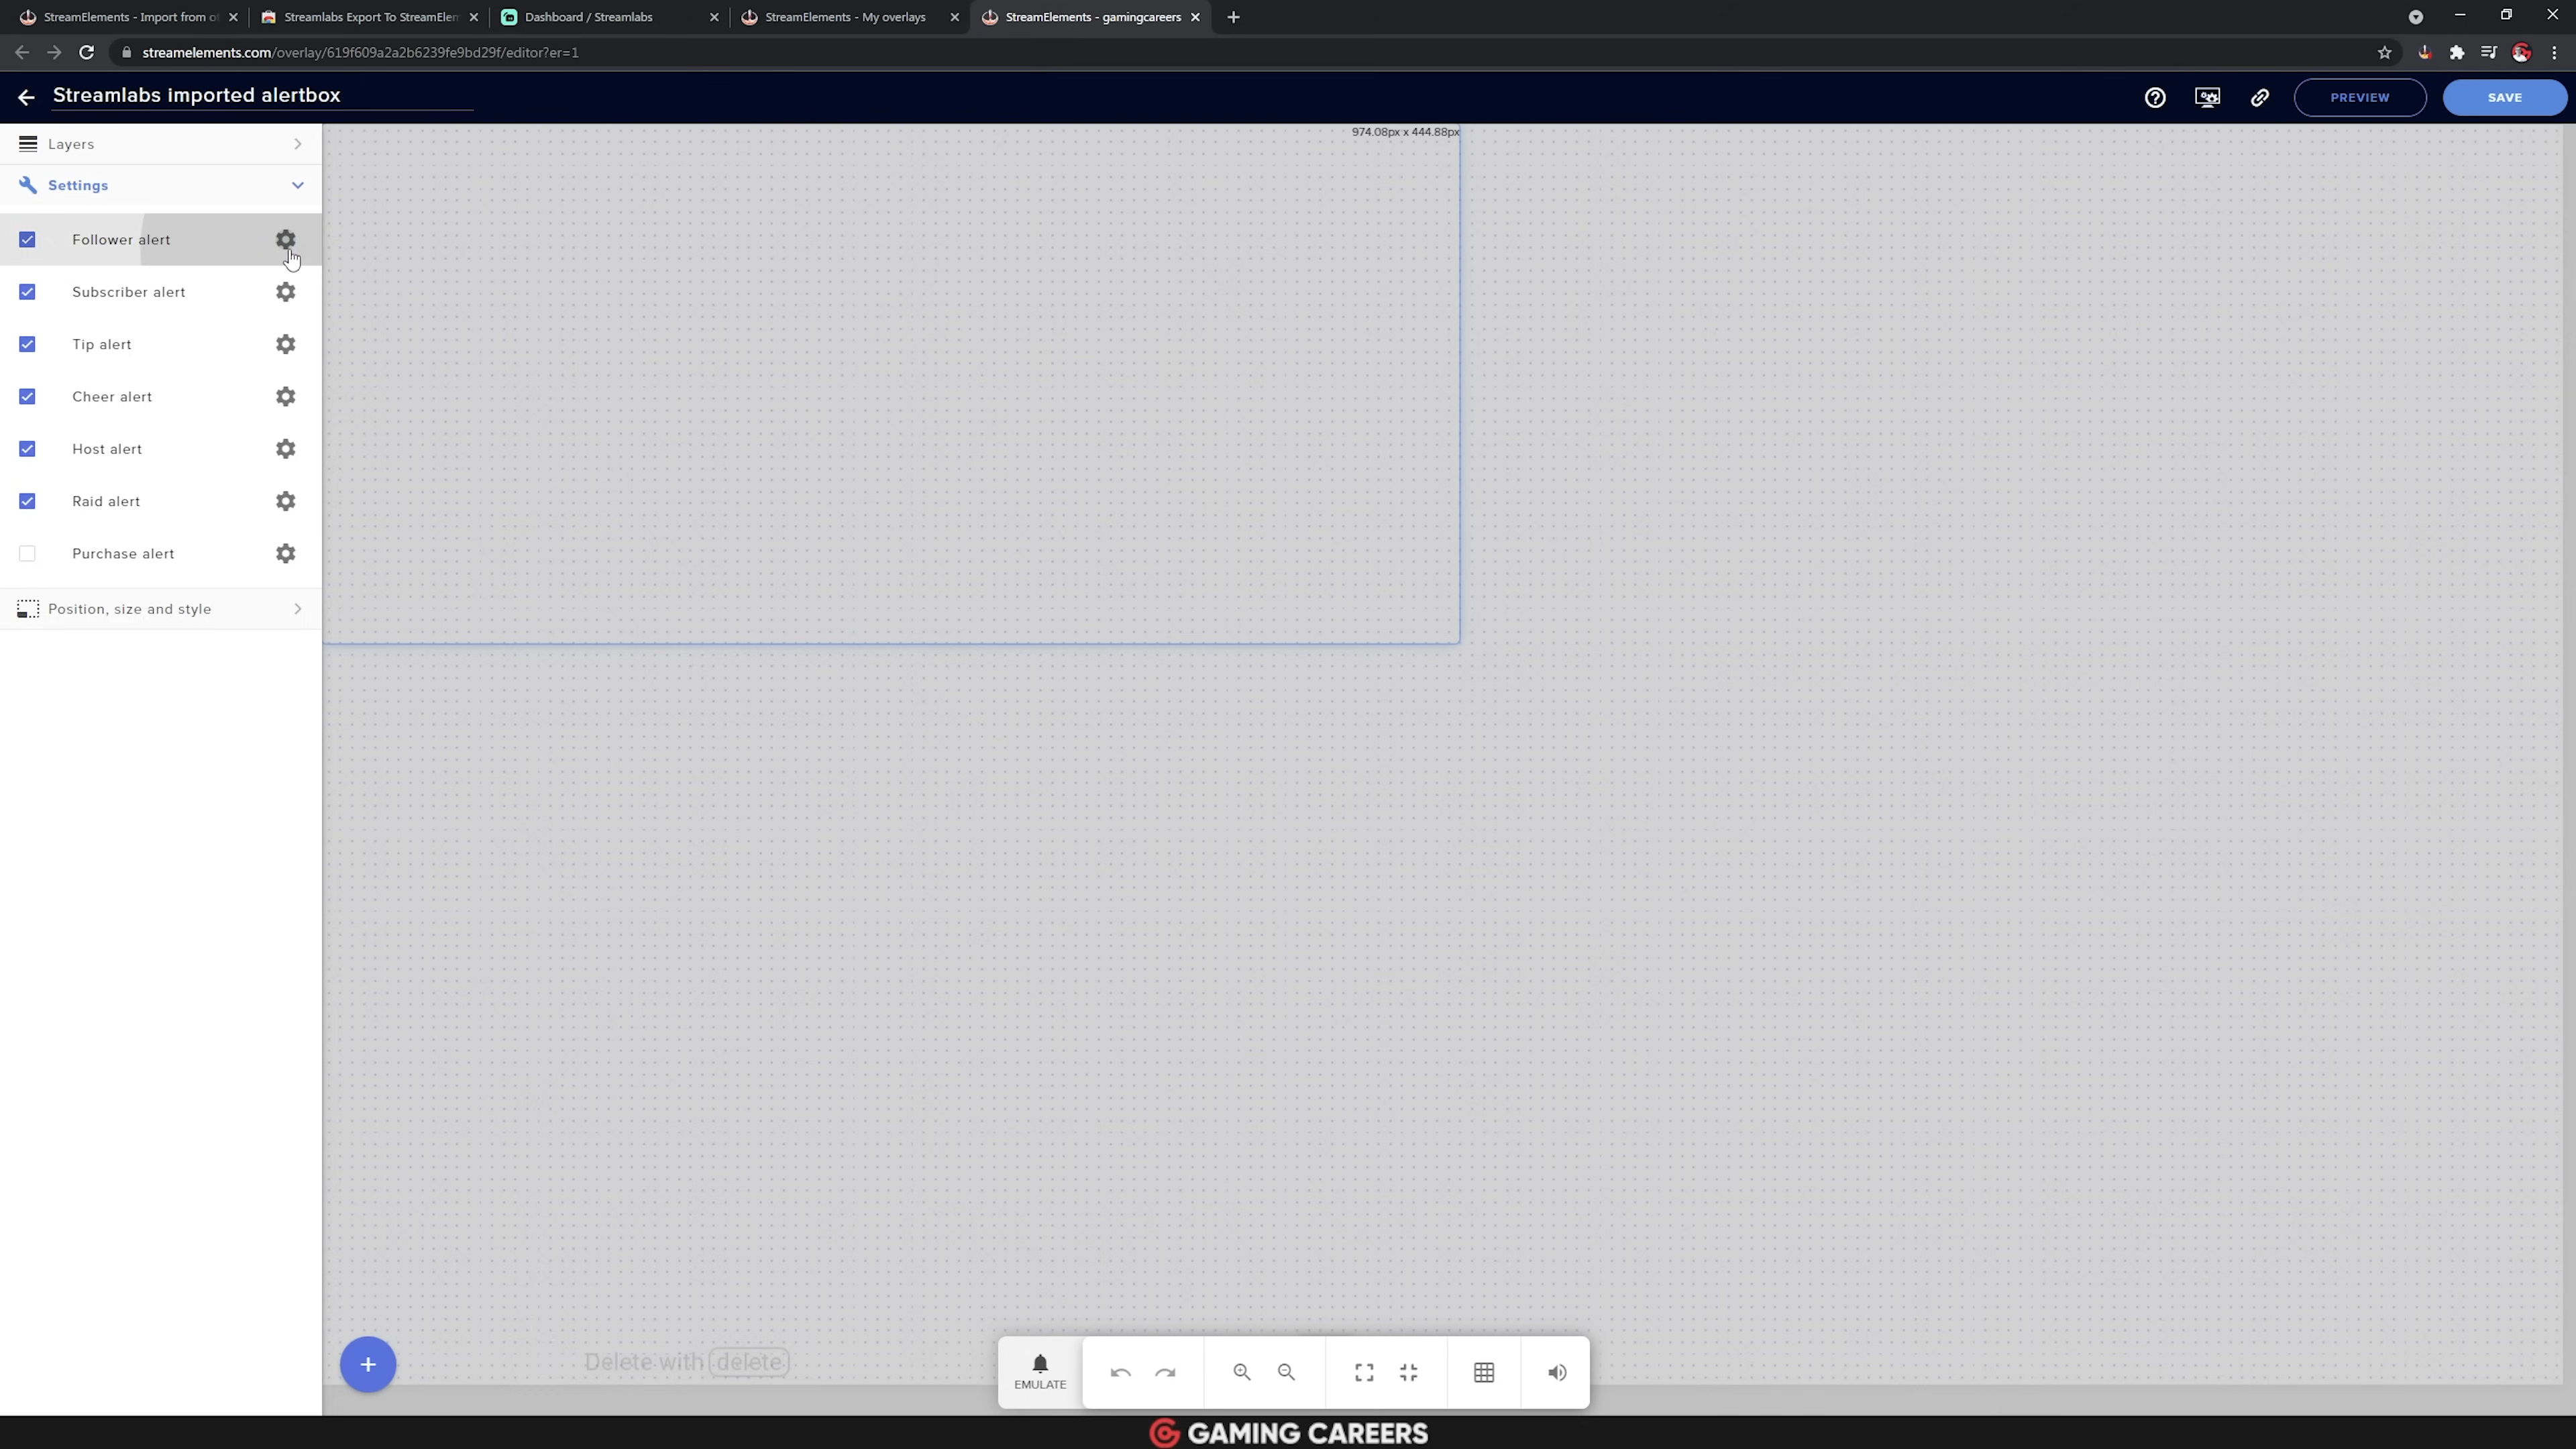 StreamElements - Import from ot
Streamlabs Export To StreamElem
Dashboard / Streamlabs
StreamElements - My overlays
StreamElements - gamingcareers
streamelements.com/overlay/619f609a2a2b6239fe9bd29f/editor?er=1
Streamlabs imported alertbox
PREVIEW
SAVE
Layers
974.08px x 444.88px
Settings
Follower alert
Subscriber alert
Tip alert
Cheer alert
Host alert
Raid alert
Purchase alert
Position, size and style
Delete with delete
EMULATE
GAMING CAREERS